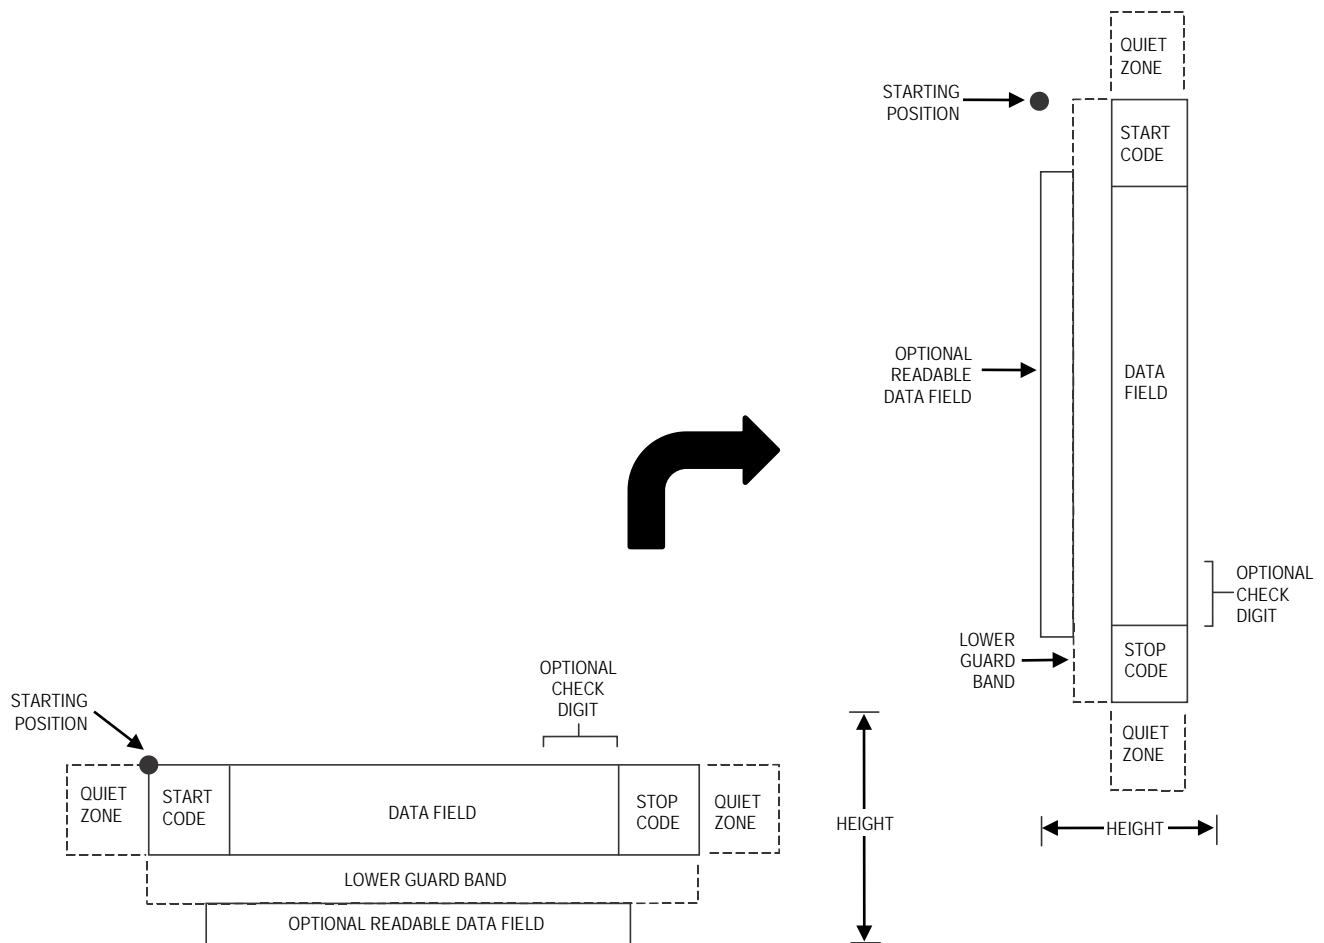 QUIET
ZONE
STARTING
POSITION
START
CODE
OPTIONAL
READABLE
DATA FIELD
DATA
FIELD
OPTIONAL
CHECK
DIGIT
LOWER
GUARD
BAND
STOP
CODE
QUIET
ZONE
HEIGHT
OPTIONAL
CHECK
DIGIT
STARTING
POSITION
QUIET
ZONE
START
CODE
DATA FIELD
STOP
CODE
QUIET
ZONE
HEIGHT
LOWER GUARD BAND
OPTIONAL READABLE DATA FIELD